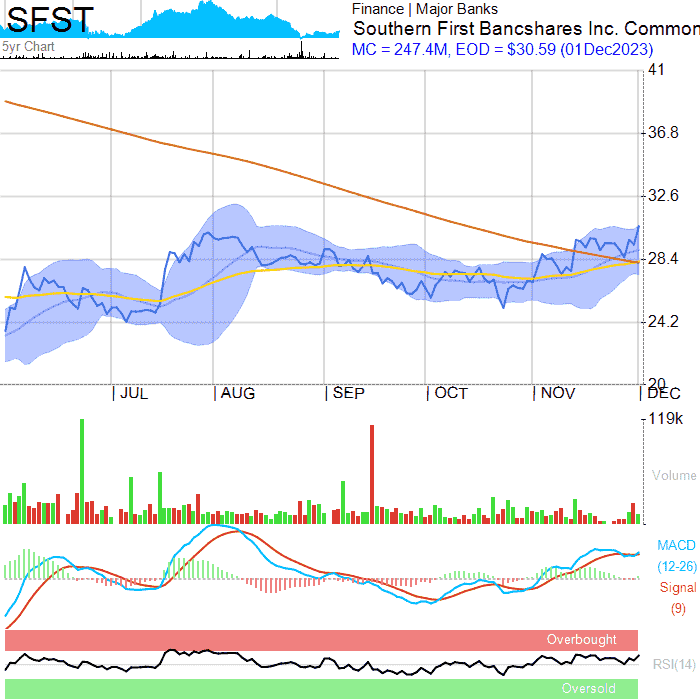 SFST
5yr Chart
Finance | Major Banks
Southern First Bancshares Inc. Common
MC = 247.4M, EOD = $30.59 (01Dec2023)
41
36.8
32.6
28.4
24.2
20
JUL
AUG
SEP
OCT
NOV
DEC
119k
Volume
MACD
(12-26)
Signal
(9)
Overbought
RSI(14)
Oversold